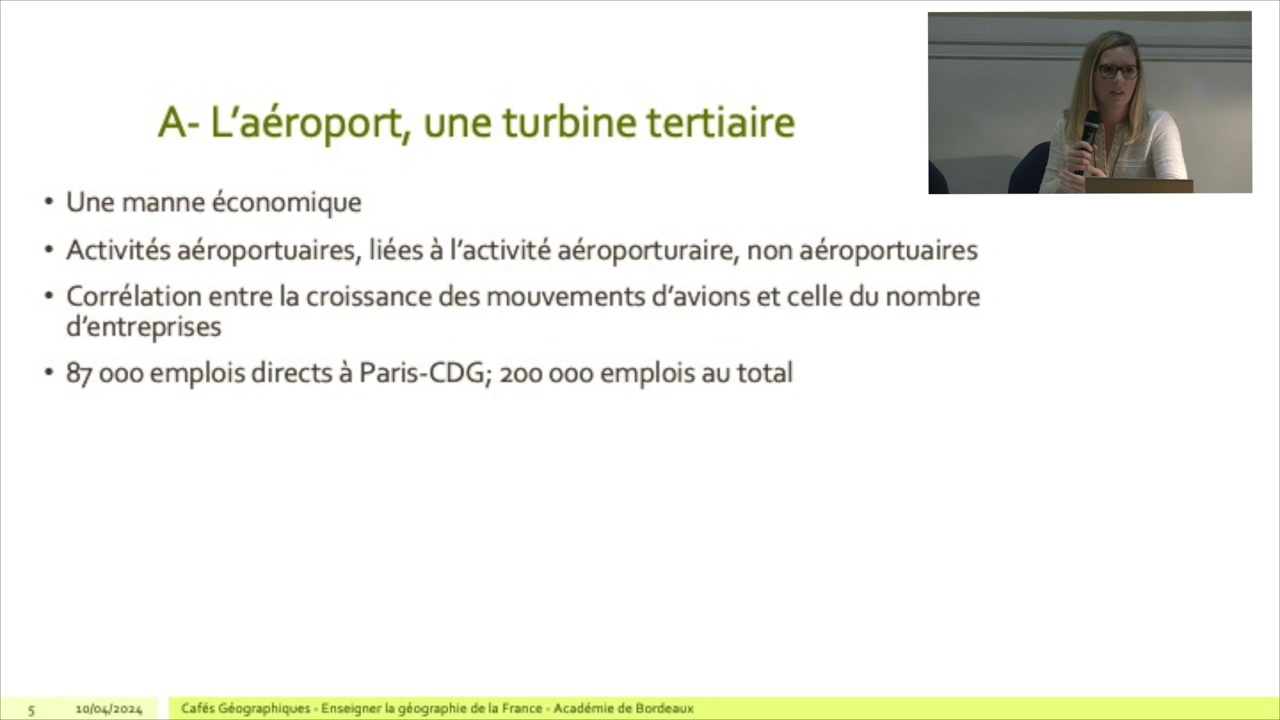 A- L’aéroport, une turbine tertiaire
• Une manne économique
• Activités aéroportuaires, liées à l’activité aéroporturaire, non aéroportuaires
• Corrélation entre la croissance des mouvements d’avions et celle du nombre
d’entreprises
• 87 000 emplois directs à Paris-CDG; 200 000 emplois au total
5 10/04/2024 Cafés Géographiques - Enseigner la géographie de la France - Académie de Bordeaux